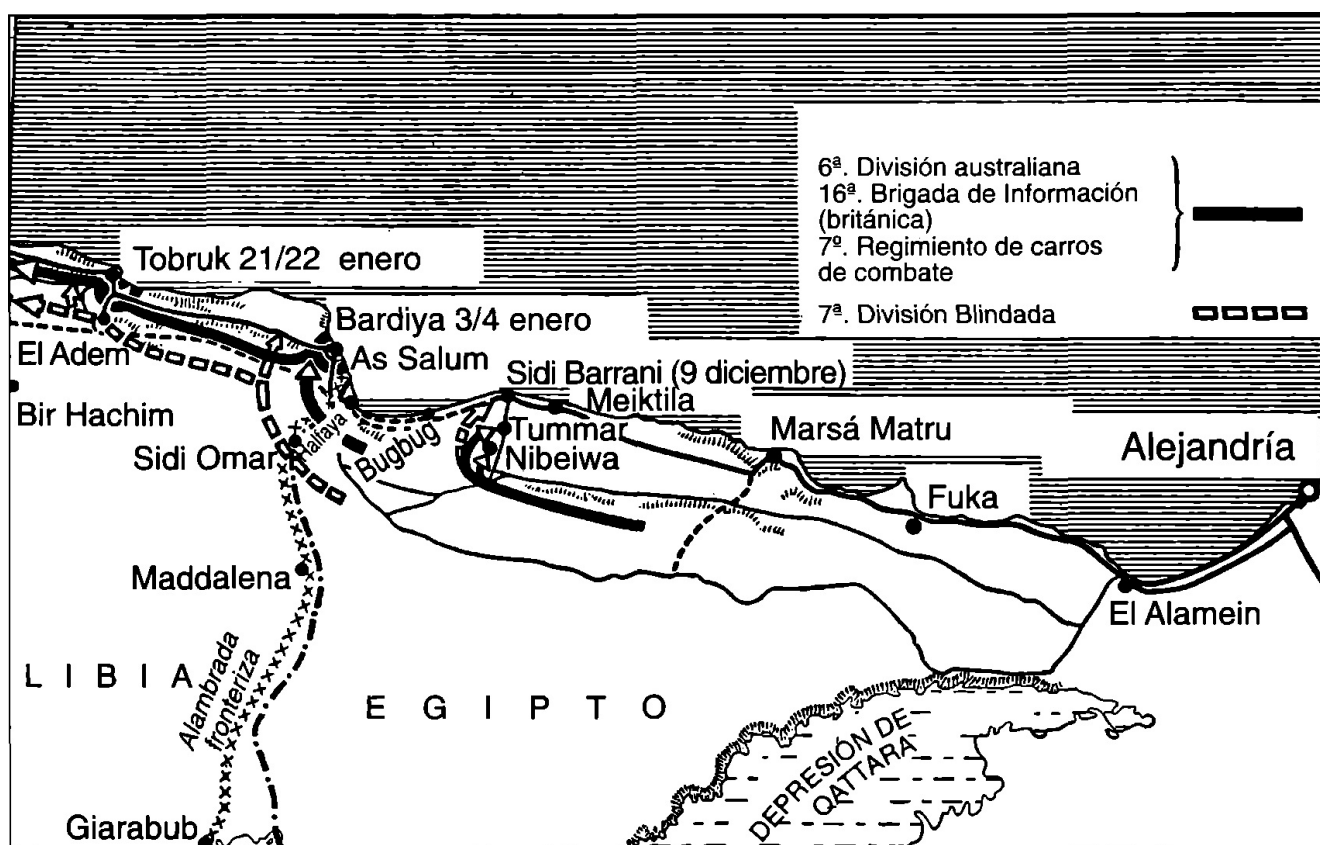 6ª. División australiana
16ª. Brigada de Información
(británica)
7º. Regimiento de carros
de combate
7ª. División Blindada
Tobruk 21/22 enero
Bardiya 3/4 enero
El Adem
As Salum
Sidi Barrani (9 diciembre)
Meiktila
Bir Hachim
Halfaya
Bugbug
Tummar
Marsá Matru
Alejandría
Sidi Omar
Nibeiwa
Fuka
Maddalena
El Alamein
LIBIA
Alambrada
fronteriza
EGIPTO
DEPRESIÓN DE
QATTARA
Giarabub